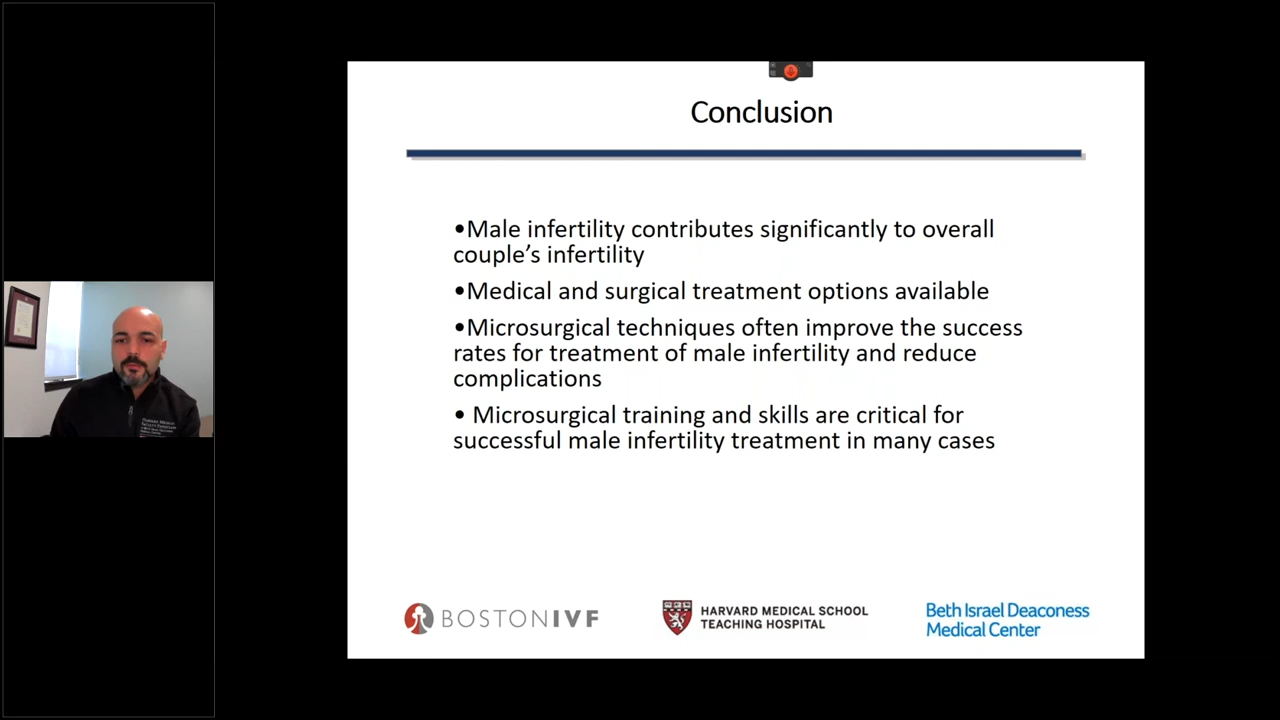 Conclusion
•Male infertility contributes significantly to overall
couple’s infertility
•Medical and surgical treatment options available
•Microsurgical techniques often improve the success
rates for treatment of male infertility and reduce
complications
• Microsurgical training and skills are critical for
successful male infertility treatment in many cases
BOSTONIVF
HARVARD MEDICAL SCHOOL
TEACHING HOSPITAL
Beth Israel Deaconess
Medical Center